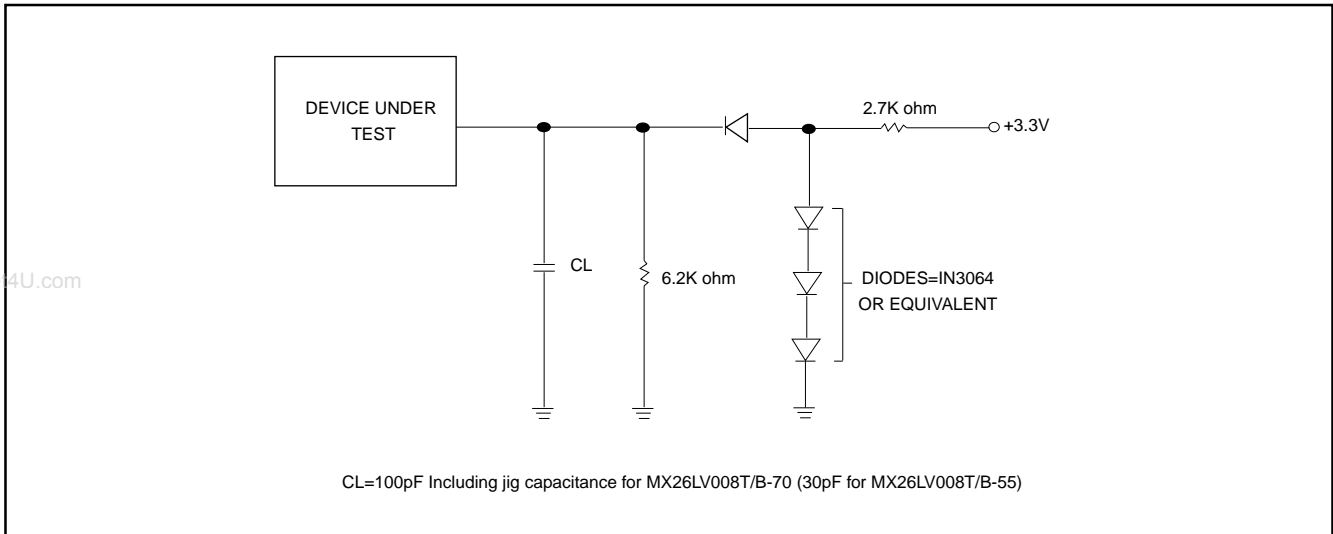 DEVICE UNDER
TEST
2.7K ohm
+3.3V
CL
6.2K ohm
DIODES=IN3064
OR EQUIVALENT
t4U.com
CL=100pF Including jig capacitance for MX26LV008T/B-70 (30pF for MX26LV008T/B-55)